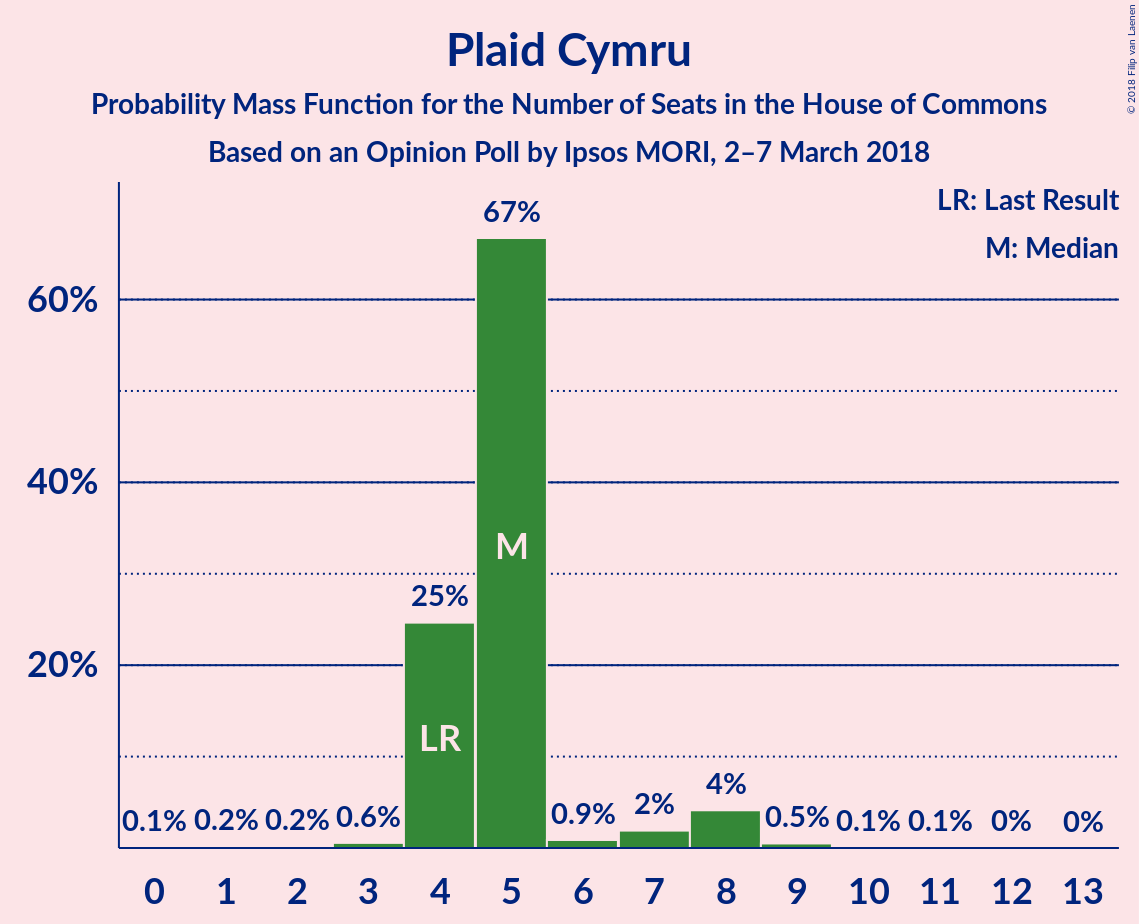 Plaid Cymru
Probability Mass Function for the Number of Seats in the House of Commons
Based on an Opinion Poll by Ipsos MORI, 2–7 March 2018
© 2018 Filip van Laenen
LR: Last Result
M: Median
60%
40%
20%
0.1%
0.2%
0.2%
0.6%
25%
67%
0.9%
2%
4%
0.5%
0.1%
0.1%
0%
0%
LR
M
0 1 2 3 4 5 6 7 8 9 10 11 12 13